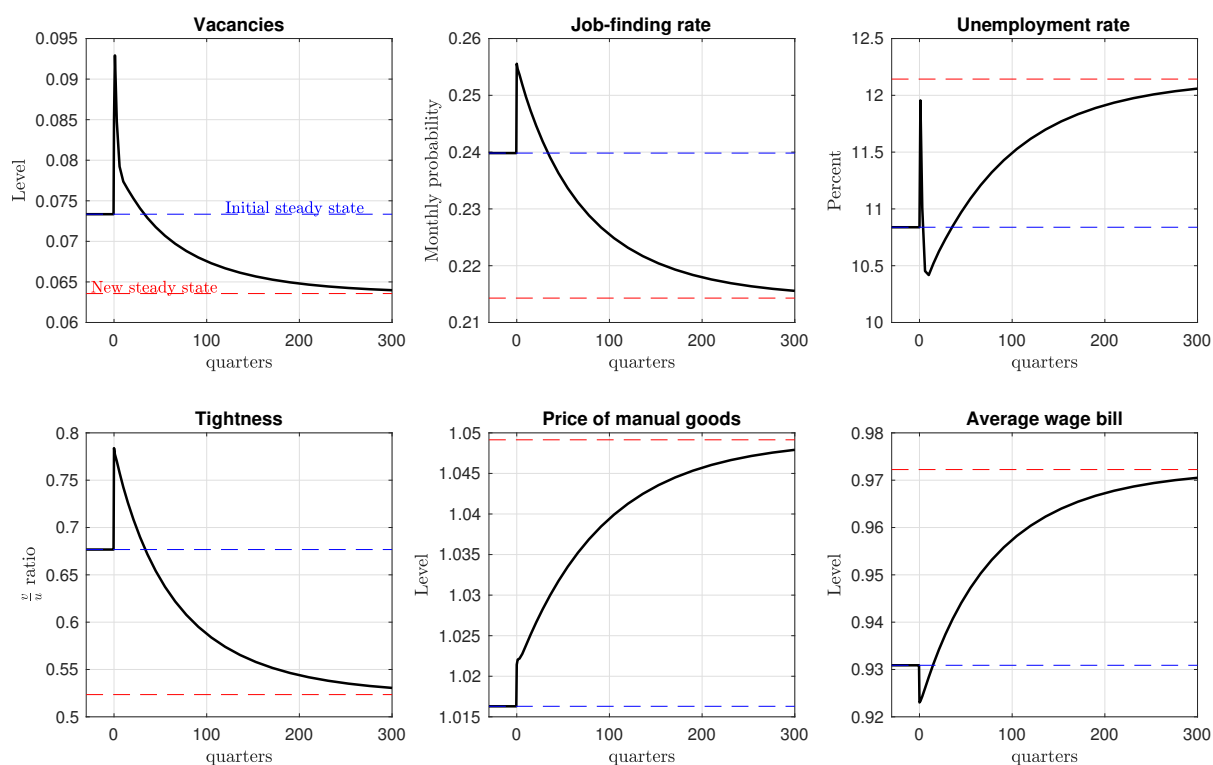 Vacancies
0.095
0.09
0.085
0.08
0.075
0.07
0.065
0.06
Level
Initial steady state
New steady state
0 100 200 300
quarters
Job-finding rate
0.26
0.25
0.24
0.23
0.22
0.21
Monthly probability
0 100 200 300
quarters
Unemployment rate
12.5
12
11.5
11
10.5
10
Percent
0 100 200 300
quarters
Tightness
0.8
0.75
0.7
0.65
0.6
0.55
0.5
v/u ratio
0 100 200 300
quarters
Price of manual goods
1.05
1.045
1.04
1.035
1.03
1.025
1.02
1.015
Level
0 100 200 300
quarters
Average wage bill
0.98
0.97
0.96
0.95
0.94
0.93
0.92
Level
0 100 200 300
quarters